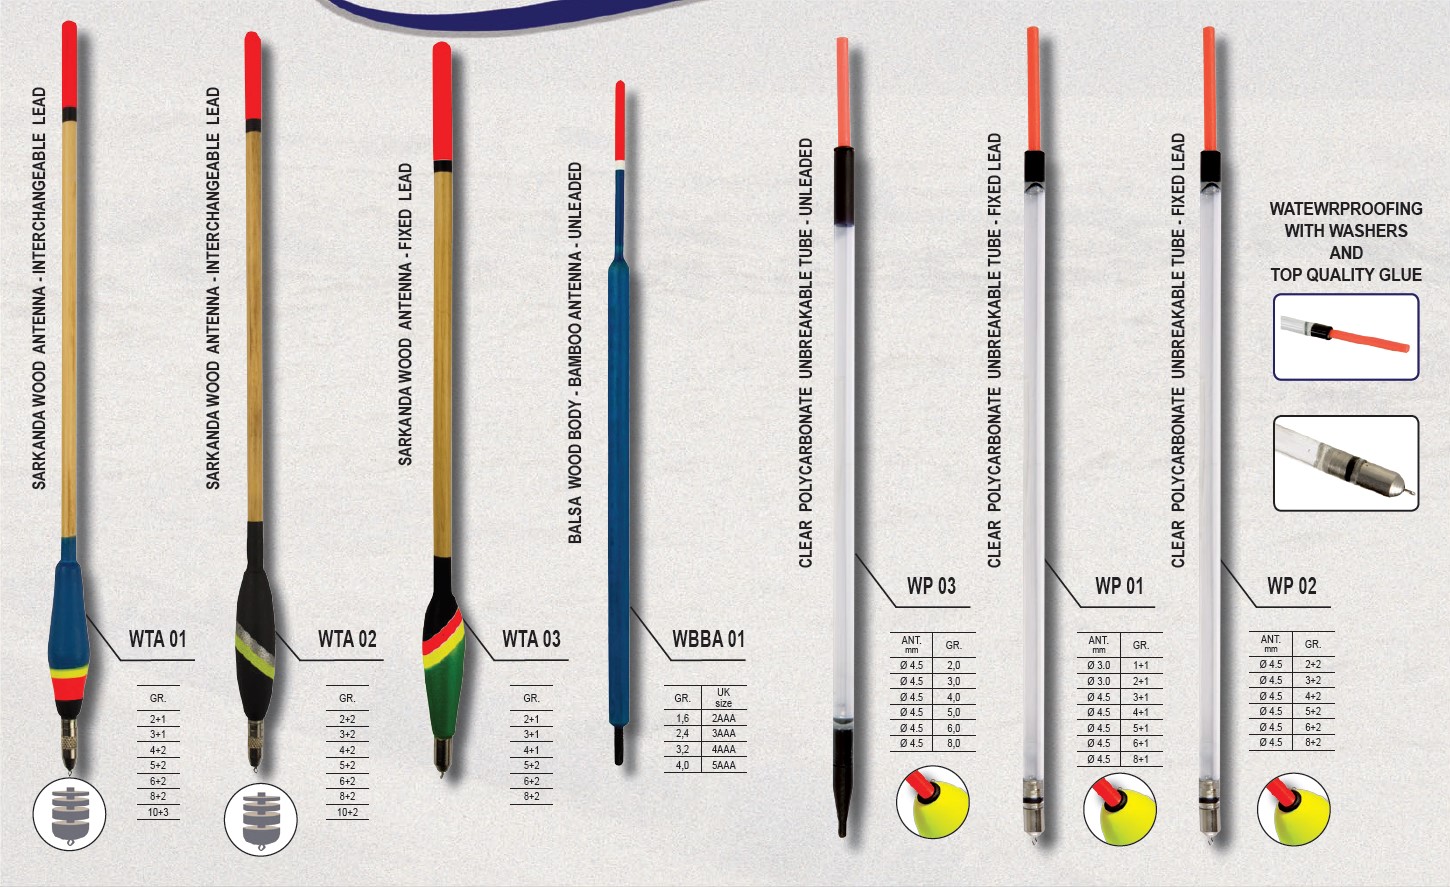 SARKANDA WOOD ANTENNA - INTERCHANGEABLE LEAD
WTA 01
GR.
2+1
3+1
4+2
5+2
6+2
8+2
10+3
SARKANDA WOOD ANTENNA - INTERCHANGEABLE LEAD
WTA 02
GR.
2+2
3+2
4+2
5+2
6+2
8+2
10+2
SARKANDA WOOD ANTENNA - FIXED LEAD
WTA 03
GR.
2+1
3+1
4+1
5+2
6+2
8+2
BALSA WOOD BODY - BAMBOO ANTENNA - UNLEADED
WBBA 01
GR. UK size
1,6 2AAA
2,4 3AAA
3,2 4AAA
4,0 5AAA
CLEAR POLYCARBONATE UNBREAKABLE TUBE - UNLEADED
WP 03
ANT. mm GR.
Ø 4.5 2,0
Ø 4.5 3,0
Ø 4.5 4,0
Ø 4.5 5,0
Ø 4.5 6,0
Ø 4.5 8,0
CLEAR POLYCARBONATE UNBREAKABLE TUBE - FIXED LEAD
WP 01
ANT. mm GR.
Ø 3.0 1+1
Ø 3.0 2+1
Ø 4.5 3+1
Ø 4.5 4+1
Ø 4.5 5+1
Ø 4.5 6+1
Ø 4.5 8+1
CLEAR POLYCARBONATE UNBREAKABLE TUBE - FIXED LEAD
WP 02
ANT. mm GR.
Ø 4.5 2+2
Ø 4.5 3+2
Ø 4.5 4+2
Ø 4.5 5+2
Ø 4.5 6+2
Ø 4.5 8+2
WATEWRPROOFING
WITH WASHERS
AND
TOP QUALITY GLUE